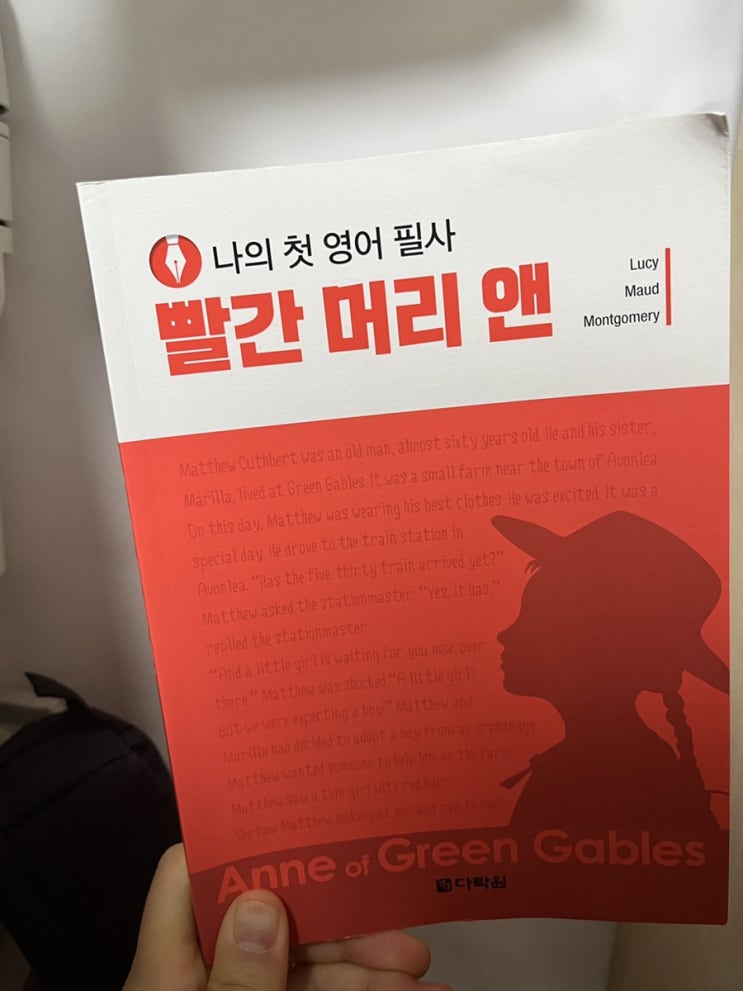 나의 첫 영어 필사
빨간 머리 앤
Lucy
Maud
Montgomery
Matthew Cuthbert was an old man, almost sixty years old. He and his sister,
Marilla, lived at Green Gables. It was a small farm near the town of Avonlea.
On this day, Matthew was wearing his best clothes. He was excited. It was a
special day. He drove to the train station in
Avonlea. "Has the five-thirty train arrived yet?"
Matthew asked the stationmaster. "Yes, it has,"
replied the stationmaster.
"And a little girl is waiting for you now, over
there." Matthew was shocked. "A little girl?
But we were expecting a boy!" Matthew and
Marilla had decided to adopt a boy from an orphanage.
Matthew wanted someone to help him on the farm.
Matthew saw a thin girl with red hair.
She saw Matthew looking at her and ran to him.
Anne of Green Gables
다락원